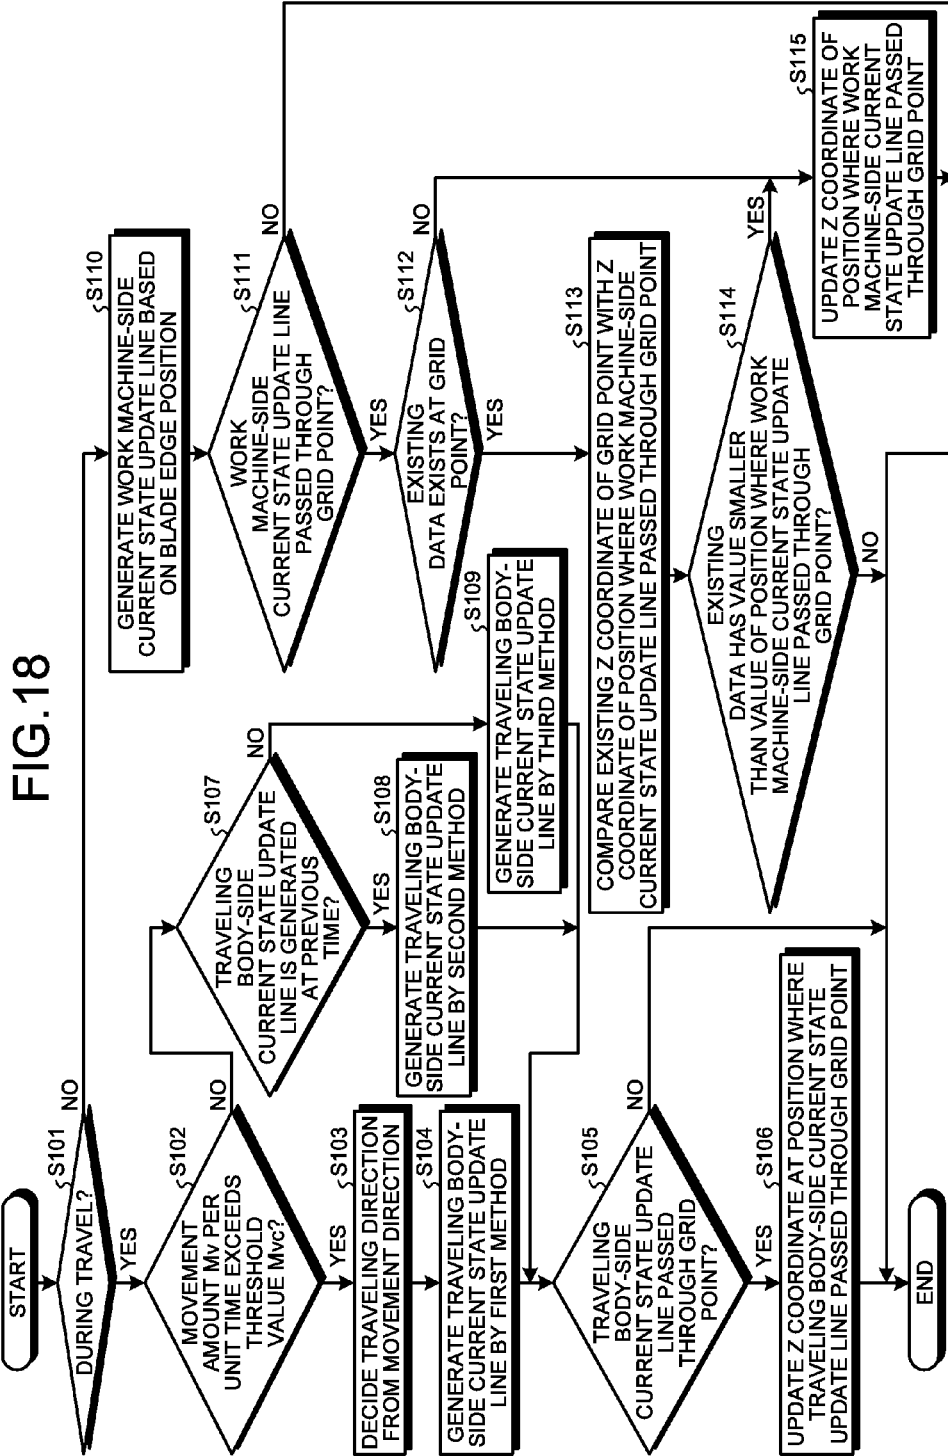 FIG.18
START
S101
DURING TRAVEL?
NO
YES
S102
MOVEMENT
AMOUNT Mv PER
UNIT TIME EXCEEDS
THRESHOLD
VALUE Mvc?
NO
YES
S103
DECIDE TRAVELING DIRECTION
FROM MOVEMENT DIRECTION
S104
GENERATE TRAVELING BODY-
SIDE CURRENT STATE UPDATE
LINE BY FIRST METHOD
S105
TRAVELING
BODY-SIDE
CURRENT STATE UPDATE
LINE PASSED
THROUGH GRID
POINT?
NO
YES
S106
UPDATE Z COORDINATE AT POSITION WHERE
TRAVELING BODY-SIDE CURRENT STATE
UPDATE LINE PASSED THROUGH GRID POINT
END
S107
TRAVELING
BODY-SIDE
CURRENT STATE UPDATE
LINE IS GENERATED
AT PREVIOUS
TIME?
NO
YES
S108
GENERATE TRAVELING BODY-
SIDE CURRENT STATE UPDATE
LINE BY SECOND METHOD
S109
GENERATE TRAVELING BODY-
SIDE CURRENT STATE UPDATE
LINE BY THIRD METHOD
S110
GENERATE WORK MACHINE-SIDE
CURRENT STATE UPDATE LINE BASED
ON BLADE EDGE POSITION
S111
WORK
MACHINE-SIDE
CURRENT STATE UPDATE LINE
PASSED THROUGH
GRID POINT?
NO
YES
S112
EXISTING
DATA EXISTS AT GRID
POINT?
NO
YES
S113
COMPARE EXISTING Z COORDINATE OF GRID POINT WITH Z
COORDINATE OF POSITION WHERE WORK MACHINE-SIDE
CURRENT STATE UPDATE LINE PASSED THROUGH GRID POINT
S114
EXISTING
DATA HAS VALUE SMALLER
THAN VALUE OF POSITION WHERE WORK
MACHINE-SIDE CURRENT STATE UPDATE
LINE PASSED THROUGH
GRID POINT?
YES
NO
S115
UPDATE Z COORDINATE OF
POSITION WHERE WORK
MACHINE-SIDE CURRENT
STATE UPDATE LINE PASSED
THROUGH GRID POINT